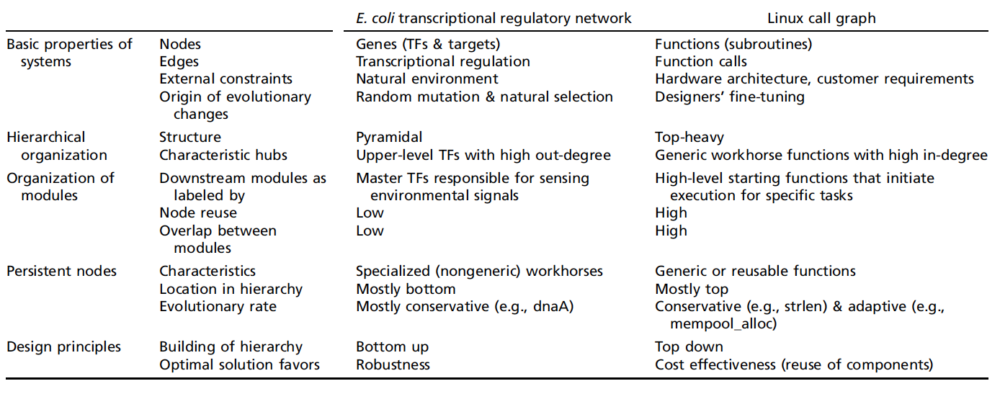 E. coli transcriptional regulatory network Linux call graph
Basic properties of Nodes Genes (TFs & targets) Functions (subroutines)
systems Edges Transcriptional regulation Function calls
External constraints Natural environment Hardware architecture, customer requirements
Origin of evolutionary Random mutation & natural selection Designers’ fine-tuning
changes
Hierarchical Structure Pyramidal Top-heavy
organization Characteristic hubs Upper-level TFs with high out-degree Generic workhorse functions with high in-degree
Organization of Downstream modules as Master TFs responsible for sensing High-level starting functions that initiate
modules labeled by environmental signals execution for specific tasks
Node reuse Low High
Overlap between Low High
modules
Persistent nodes Characteristics Specialized (nongeneric) workhorses Generic or reusable functions
Location in hierarchy Mostly bottom Mostly top
Evolutionary rate Mostly conservative (e.g., dnaA) Conservative (e.g., strlen) & adaptive (e.g.,
mempool_alloc)
Design principles Building of hierarchy Bottom up Top down
Optimal solution favors Robustness Cost effectiveness (reuse of components)